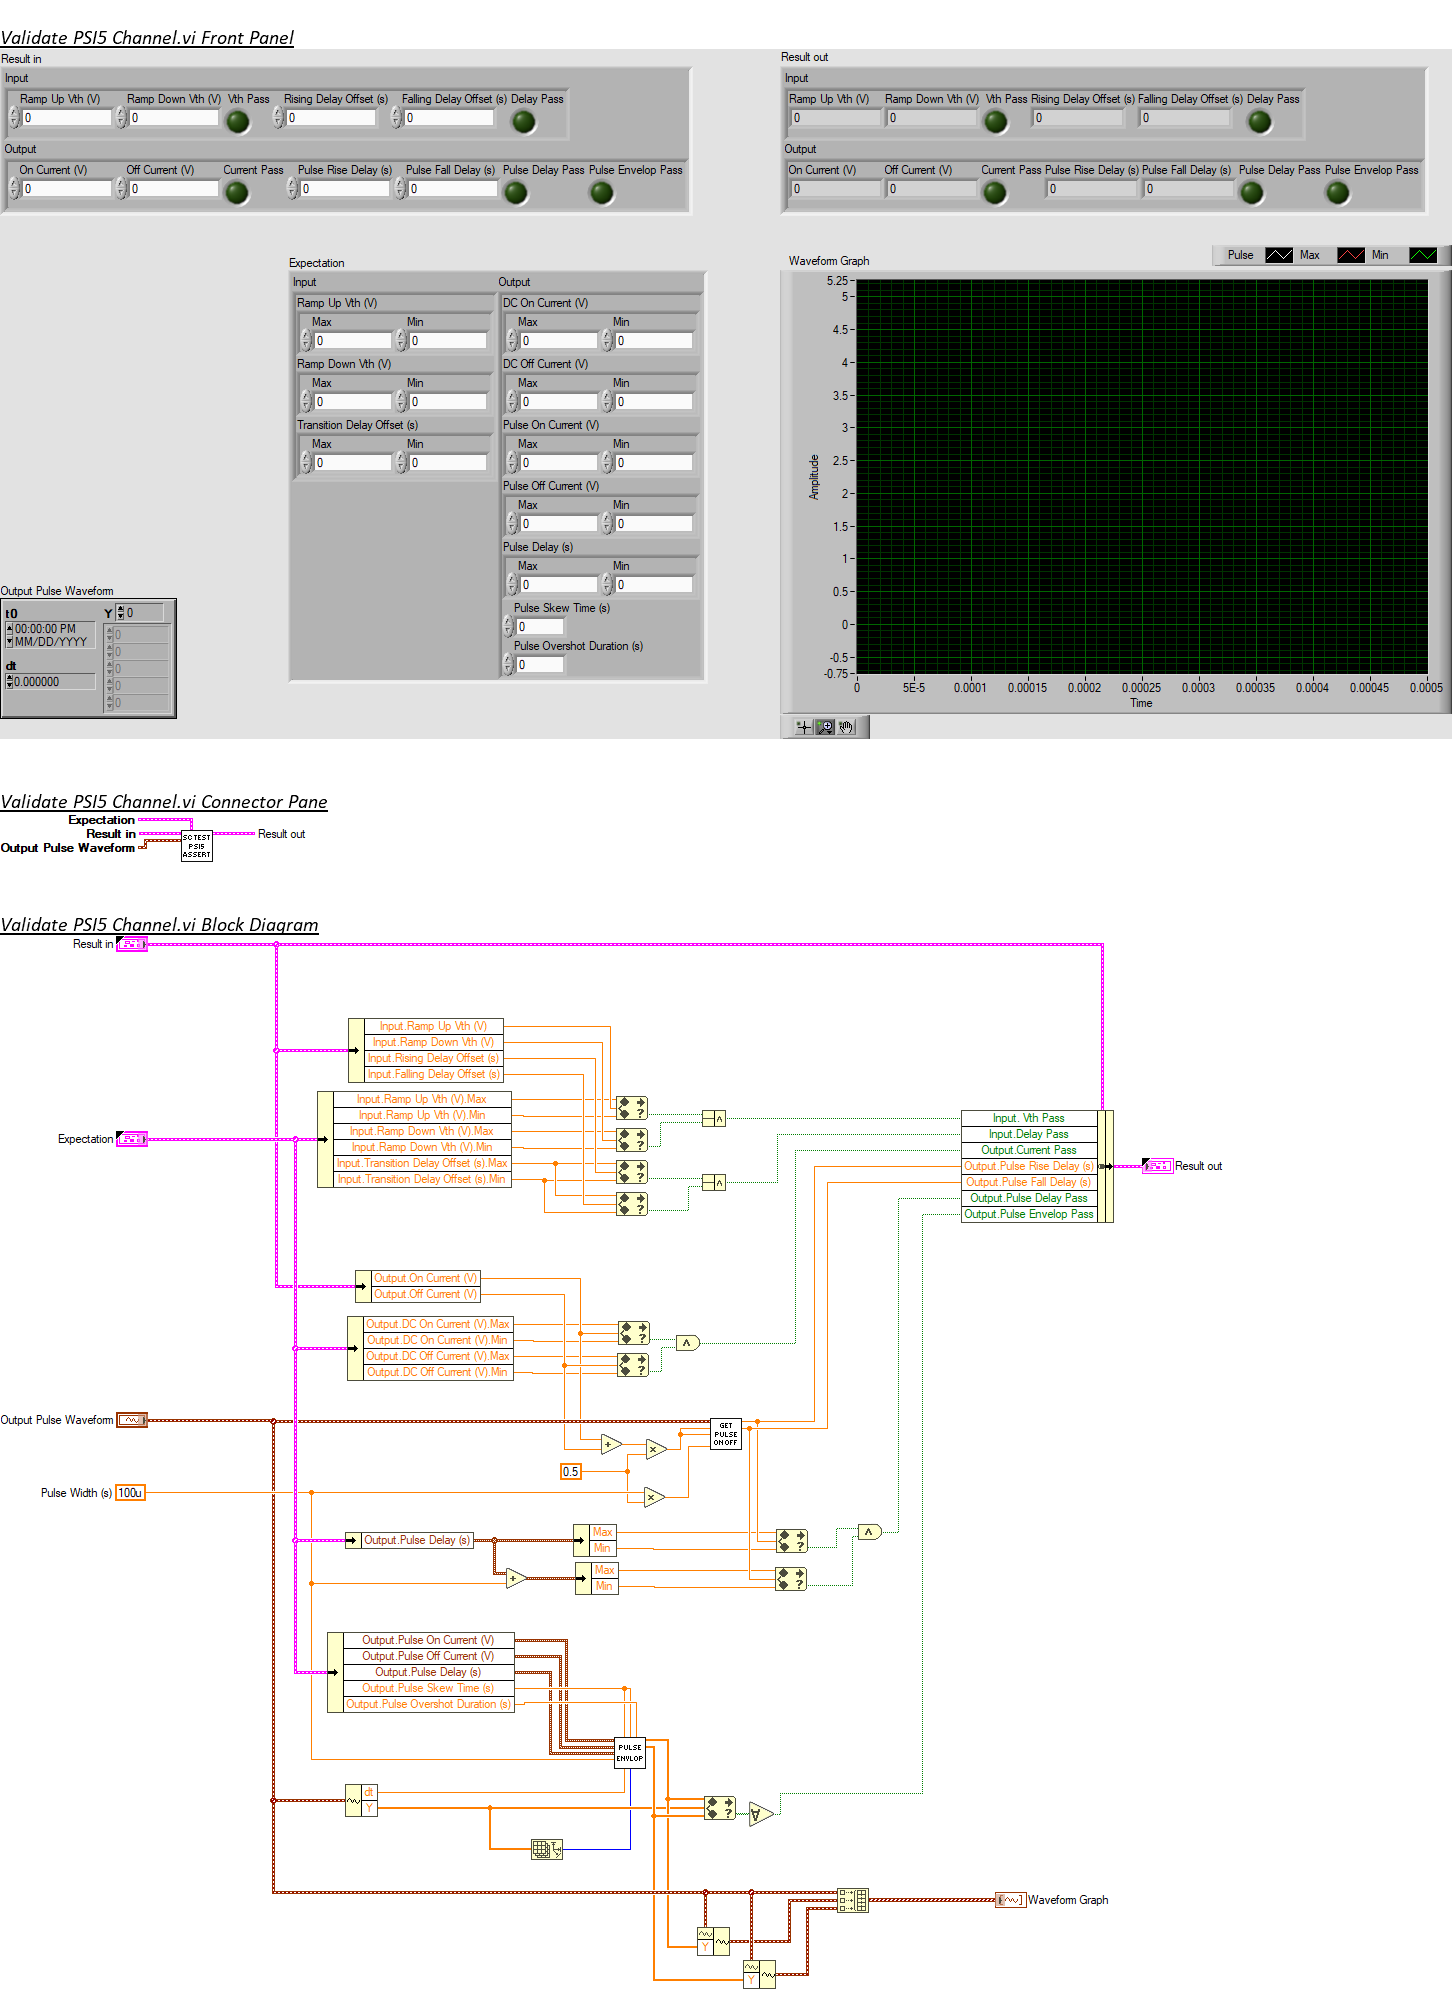 Validate PSI5 Channel.vi Front Panel
Result in
Input
Ramp Up Vth (V) Ramp Down Vth (V) Vth Pass Rising Delay Offset (s) Falling Delay Offset (s) Delay Pass
0 0 0 0
Output
On Current (V) Off Current (V) Current Pass Pulse Rise Delay (s) Pulse Fall Delay (s) Pulse Delay Pass Pulse Envelop Pass
0 0 0 0
Result out
Input
Ramp Up Vth (V) Ramp Down Vth (V) Vth Pass Rising Delay Offset (s) Falling Delay Offset (s) Delay Pass
0 0 0 0
Output
On Current (V) Off Current (V) Current Pass Pulse Rise Delay (s) Pulse Fall Delay (s) Pulse Delay Pass Pulse Envelop Pass
0 0 0 0
Expectation
Input
Ramp Up Vth (V)
Max Min
0 0
Ramp Down Vth (V)
Max Min
0 0
Transition Delay Offset (s)
Max Min
0 0
Output
DC On Current (V)
Max Min
0 0
DC Off Current (V)
Max Min
0 0
Pulse On Current (V)
Max Min
0 0
Pulse Off Current (V)
Max Min
0 0
Pulse Delay (s)
Max Min
0 0
Pulse Skew Time (s)
0
Pulse Overshot Duration (s)
0
Waveform Graph
Pulse Max Min
5.25
5
4.5
4
3.5
3
2.5
2
1.5
1
0.5
0
-0.5
-0.75
Amplitude
0 5E-5 0.0001 0.00015 0.0002 0.00025 0.0003 0.00035 0.0004 0.00045 0.0005
Time
Output Pulse Waveform
t0 Y 0
00:00:00 PM
MM/DD/YYYY
dt
0.000000
0
0
0
0
0
Validate PSI5 Channel.vi Connector Pane
Expectation
Result in
Output Pulse Waveform
SC TEST
PSI5
ASSERT
Result out
Validate PSI5 Channel.vi Block Diagram
Result in
Input.Ramp Up Vth (V)
Input.Ramp Down Vth (V)
Input.Rising Delay Offset (s)
Input.Falling Delay Offset (s)
Expectation
Input.Ramp Up Vth (V).Max
Input.Ramp Up Vth (V).Min
Input.Ramp Down Vth (V).Max
Input.Ramp Down Vth (V).Min
Input.Transition Delay Offset (s).Max
Input.Transition Delay Offset (s).Min
Input. Vth Pass
Input.Delay Pass
Output.Current Pass
Output.Pulse Rise Delay (s)
Output.Pulse Fall Delay (s)
Output.Pulse Delay Pass
Output.Pulse Envelop Pass
Result out
Output.On Current (V)
Output.Off Current (V)
Output.DC On Current (V).Max
Output.DC On Current (V).Min
Output.DC Off Current (V).Max
Output.DC Off Current (V).Min
Output Pulse Waveform
GET
PULSE
ON OFF
0.5
Pulse Width (s) 100u
Output.Pulse Delay (s)
Max
Min
Max
Min
Output.Pulse On Current (V)
Output.Pulse Off Current (V)
Output.Pulse Delay (s)
Output.Pulse Skew Time (s)
Output.Pulse Overshot Duration (s)
PULSE
ENVLOP
dt
Y
Waveform Graph
Y
Y